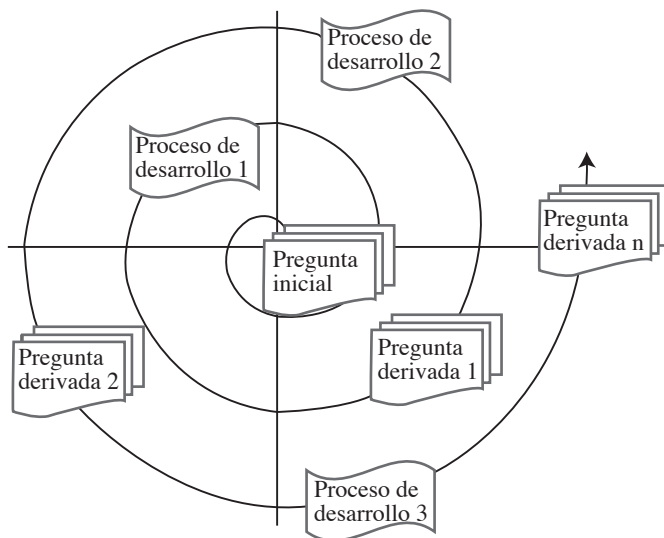 Proceso de
desarrollo 2
Proceso de
desarrollo 1
Pregunta
derivada n
Pregunta
inicial
Pregunta
derivada 1
Pregunta
derivada 2
Proceso de
desarrollo 3